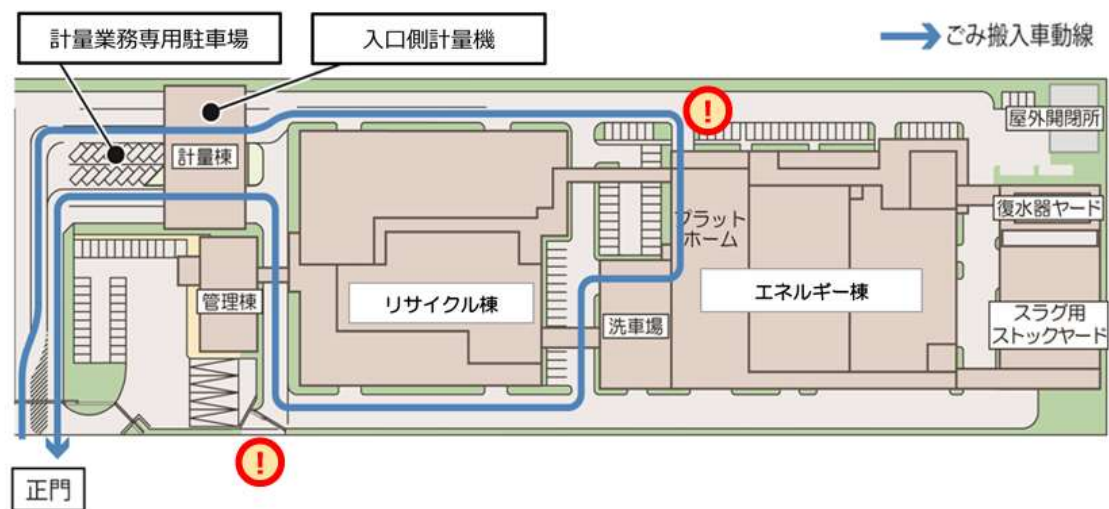 計量業務専用駐車場
入口側計量機
ごみ搬入車動線
!
屋外開閉所
計量棟
復水器ヤード
プラット
ホーム
エネルギー棟
管理棟
リサイクル棟
洗車場
スラグ用
ストックヤード
!
正門